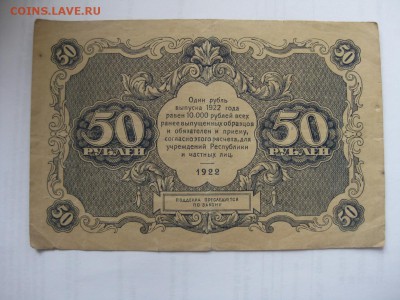 COINS.LAVE.RU
50
50
Один рубль
выпуска 1922 года
равен 10.000 рублей всех
ранее выпущенных образцов
и обязателен к приему,
согласно этого расчета, для
учреждений Республики
и частных лиц.
50
РУБЛЕЙ
50
РУБЛЕЙ
1922
ПОДДЕЛКА ПРЕСЛЕДУЕТСЯ
ПО ЗАКОНУ
50
50